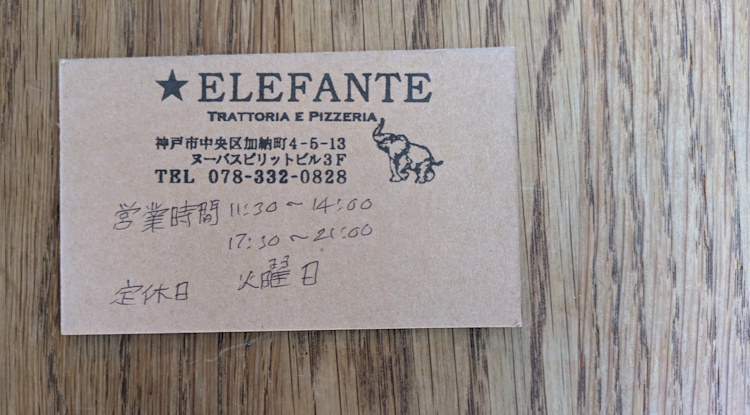 ★ELEFANTE
TRATTORIA E PIZZERIA
神戸市中央区加納町4-5-13
ヌーバスピリットビル3F
TEL 078-332-0828
営業時間 11:30〜14:00
17:30〜21:00
定休日 火曜日